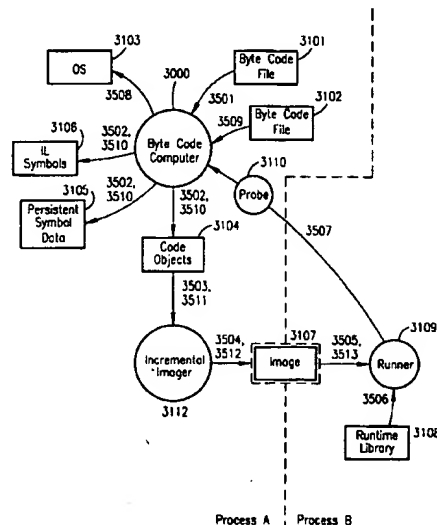 3103
OS
3508
3000
3101
Byte Code
File
3501
3102
3509
Byte Code
File
3106
IL
Symbols
3502,
3510
Byte Code
Computer
3110
Probe
3105
Persistent
Symbol
Data
3502,
3510
3502,
3510
3507
3104
Code
Objects
3503,
3511
Incremental
Imager
3112
3504,
3512
3107
Image
3505,
3513
3109
Runner
3506
Runtime
Library
3108
Process A
Process B